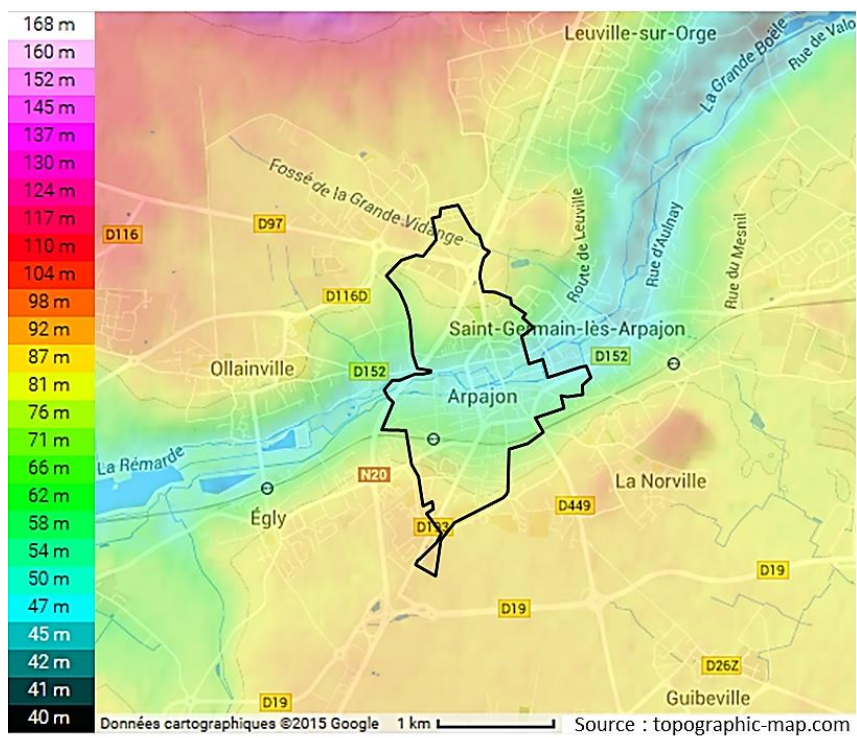 168 m
160 m
152 m
145 m
137 m
130 m
124 m
117 m
110 m
104 m
98 m
92 m
87 m
81 m
76 m
71 m
66 m
62 m
58 m
54 m
50 m
47 m
45 m
42 m
41 m
40 m
Leuville-sur-Orge
La Grande Boële
Rue de Valo
Fossé de la Grande Vidange
D116
D97
Route de Leuville
Rue d'Aulnay
Rue du Mesnil
D116D
Saint-Germain-lès-Arpajon
Ollainville
D152
D152
Arpajon
La Rémarde
N20
La Norville
Égly
D449
D193
D19
D19
D26Z
Guibeville
D19
Données cartographiques ©2015 Google
1 km
Source : topographic-map.com